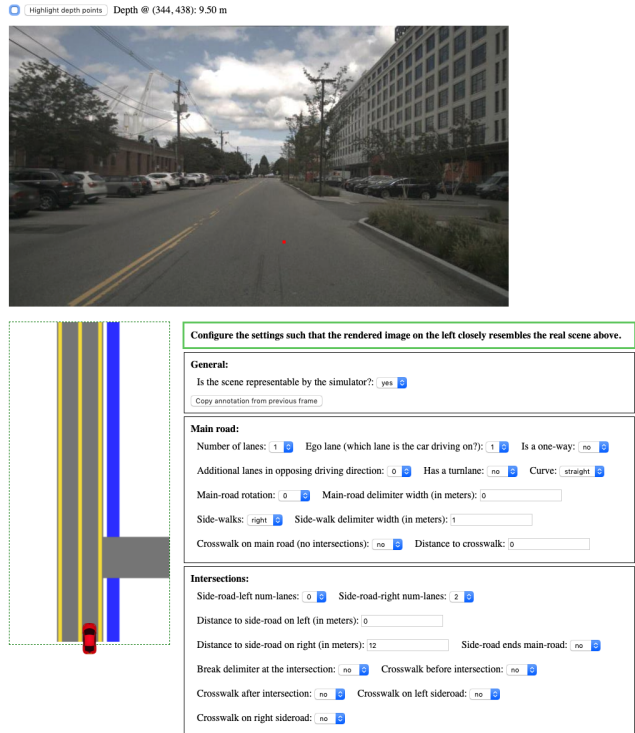 Highlight depth points Depth @ (344, 438): 9.50 m
Configure the settings such that the rendered image on the left closely resembles the real scene above.
General:
Is the scene representable by the simulator?: yes
Copy annotation from previous frame
Main road:
Number of lanes: 1 Ego lane (which lane is the car driving on?): 1 Is a one-way: no
Additional lanes in opposing driving direction: 0 Has a turnlane: no Curve: straight
Main-road rotation: 0 Main-road delimiter width (in meters): 0
Side-walks: right Side-walk delimiter width (in meters): 1
Crosswalk on main road (no intersections): no Distance to crosswalk: 0
Intersections:
Side-road-left num-lanes: 0 Side-road-right num-lanes: 2
Distance to side-road on left (in meters): 0
Distance to side-road on right (in meters): 12 Side-road ends main-road: no
Break delimiter at the intersection: no Crosswalk before intersection: no
Crosswalk after intersection: no Crosswalk on left sideroad: no
Crosswalk on right sideroad: no